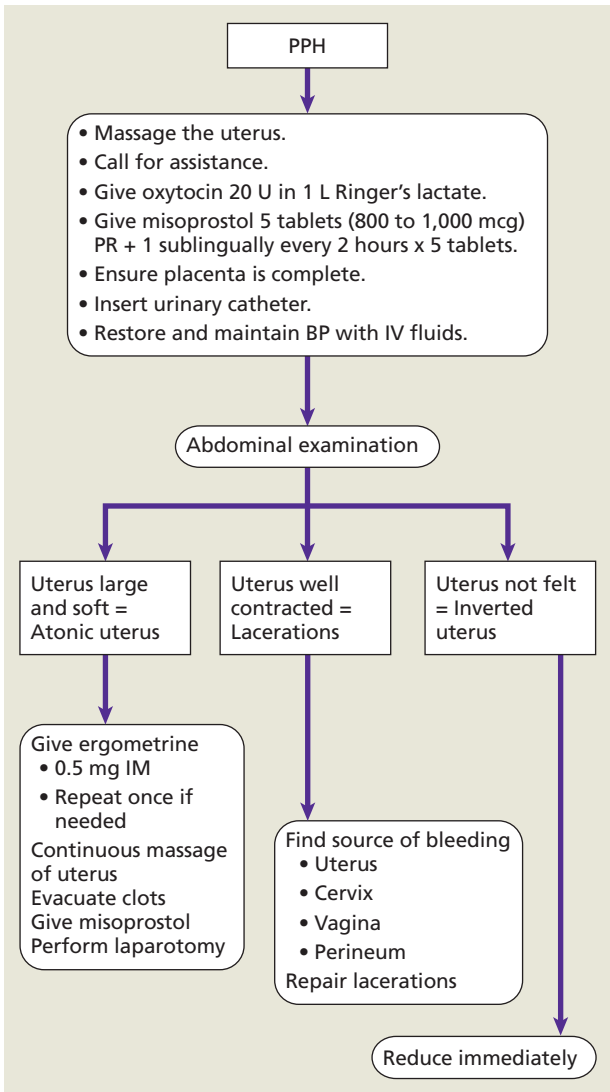 PPH
• Massage the uterus.
• Call for assistance.
• Give oxytocin 20 U in 1 L Ringer's lactate.
• Give misoprostol 5 tablets (800 to 1,000 mcg)
PR + 1 sublingually every 2 hours x 5 tablets.
• Ensure placenta is complete.
• Insert urinary catheter.
• Restore and maintain BP with IV fluids.
Abdominal examination
Uterus large
and soft =
Atonic uterus
Uterus well
contracted =
Lacerations
Uterus not felt
= Inverted
uterus
Give ergometrine
• 0.5 mg IM
• Repeat once if
needed
Continuous massage
of uterus
Evacuate clots
Give misoprostol
Perform laparotomy
Find source of bleeding
• Uterus
• Cervix
• Vagina
• Perineum
Repair lacerations
Reduce immediately